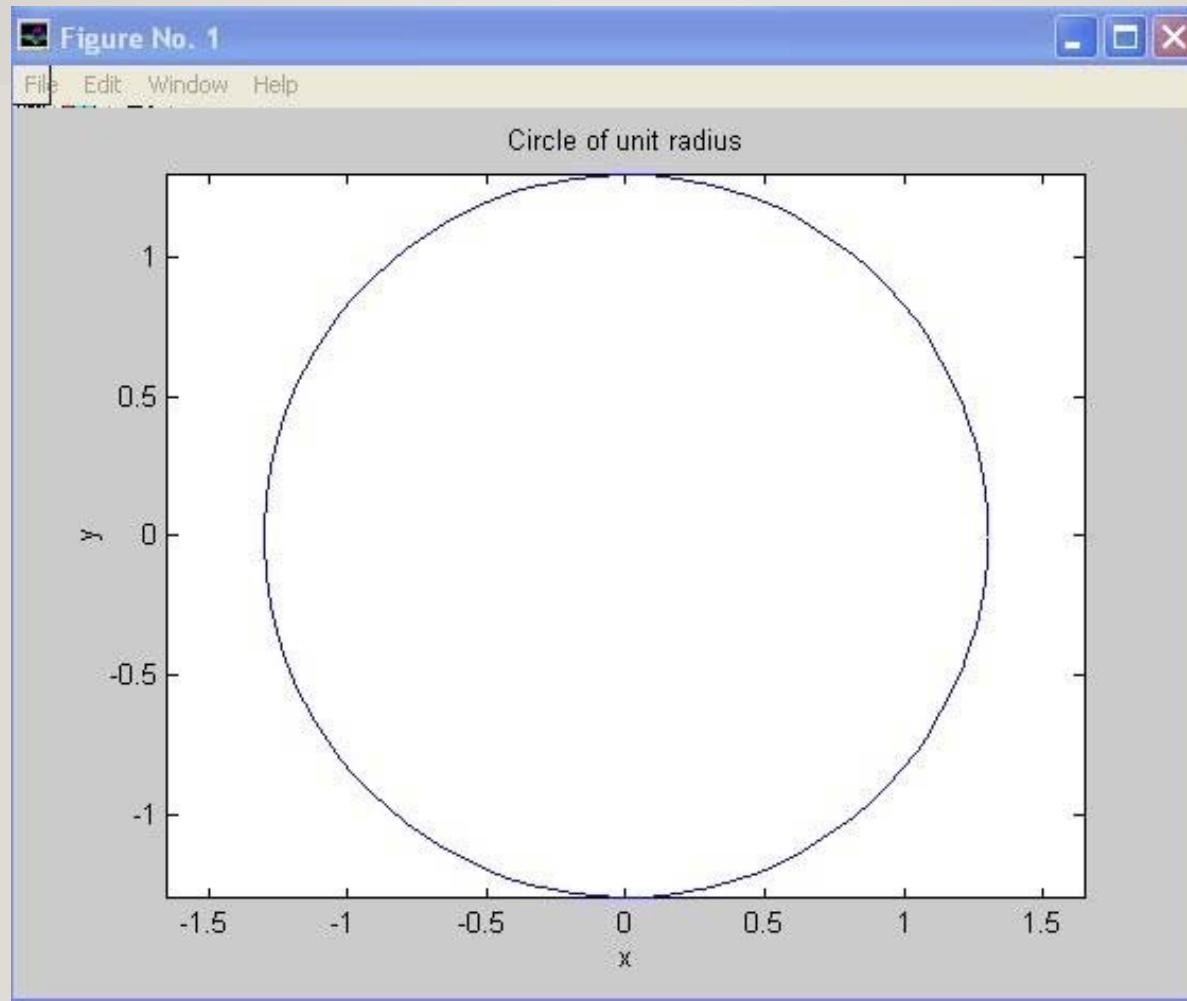 Figure No. 1
File Edit Window Help
Circle of unit radius
1
0.5
0
-0.5
-1
y
-1.5 -1 -0.5 0 0.5 1 1.5
x